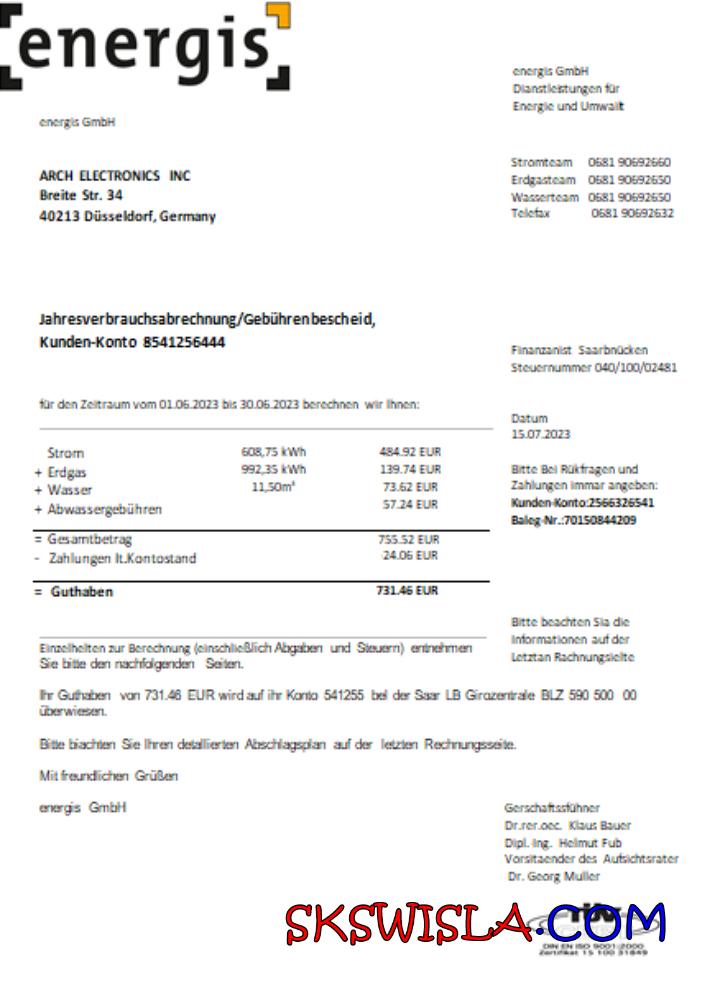 energis
energis GmbH
Dianstleistungen für
Energie und Umwalt
energis GmbH
ARCH ELECTRONICS INC
Breite Str. 34
40213 Düsseldorf, Germany
Stromteam 0681 90692660
Erdgasteam 0681 90692650
Wasserteam 0681 90692650
Telefax 0681 90692632
Jahresverbrauchsabrechnung/Gebührenbescheid,
Kunden-Konto 8541256444
Finanzanist Saarbnücken
Steuernummer 040/100/02481
für den Zeitraum vom 01.06.2023 bis 30.06.2023 berechnen wir Ihnen:
Datum
15.07.2023
Strom 608,75 kWh 484.92 EUR
+ Erdgas 992,35 kWh 139.74 EUR
+ Wasser 11,50m³ 73.62 EUR
+ Abwassergebühren 57.24 EUR
Bitte Bei Rükfragen und
Zahlungen immar angeben:
Kunden-Konto:2566326541
Baleg-Nr.:70150844209
= Gesamtbetrag 755.52 EUR
- Zahlungen lt.Kontostand -24.06 EUR
= Guthaben 731.46 EUR
Bitte beachten Sia die
Informationen auf der
Letztan Rachnungsielte
Einzelhelten zur Berechnung (einschließlich Abgaben und Steuern) entnehmen
Sie bitte den nachfolgenden Seiten.
Ihr Guthaben von 731.46 EUR wird auf ihr Konto 541255 bel der Saar LB Girozentrale BLZ 590 500 00
überwiesen.
Bitte biachten Sie Ihren detallierten Abschlagsplan auf der letzten Rechnungsseite.
Mit freundlichen Grüßen
energis GmbH
Gerschaftssführer
Dr.rer.oec. Klaus Bauer
Dipl. Ing. Helmut Fub
Vorsitaender des Aufsichtsrater
Dr. Georg Muller
SKSWISLA.COM
TÜV
DIN EN ISO 9001:2000
Zertifikat 15 100 31849